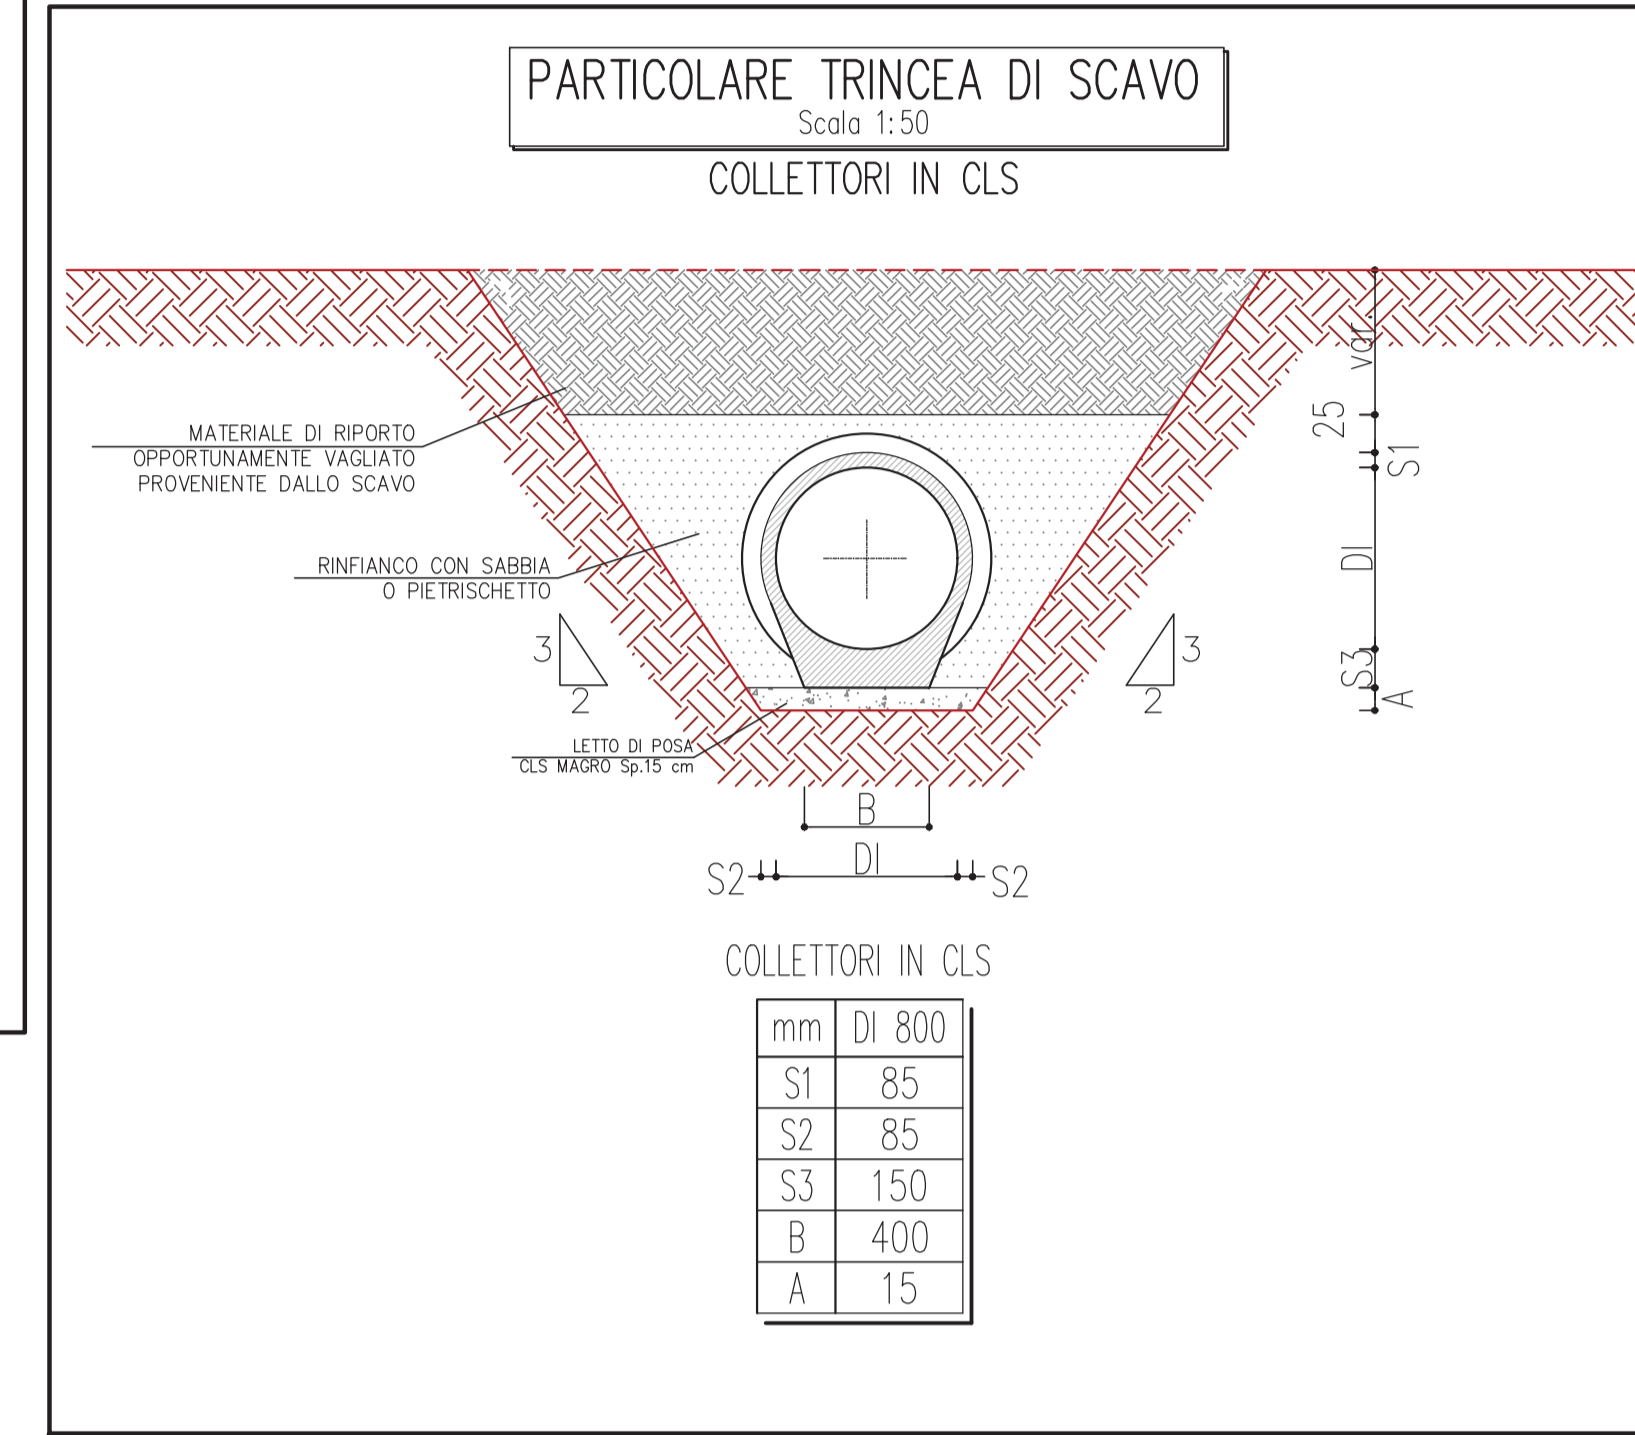 PARTICOLARE TRINCEA DI SCAVO
Scala 1:50
COLLETTORI IN CLS
var.
25
S1
DI
S3
A
MATERIALE DI RIPORTO
OPPORTUNAMENTE VAGLIATO
PROVENIENTE DALLO SCAVO
RINFIANCO CON SABBIA
O PIETRISCHETTO
3
2
3
2
LETTO DI POSA
CLS MAGRO Sp.15 cm
B
DI
S2
S2
COLLETTORI IN CLS
mm DI 800
S1 85
S2 85
S3 150
B 400
A 15